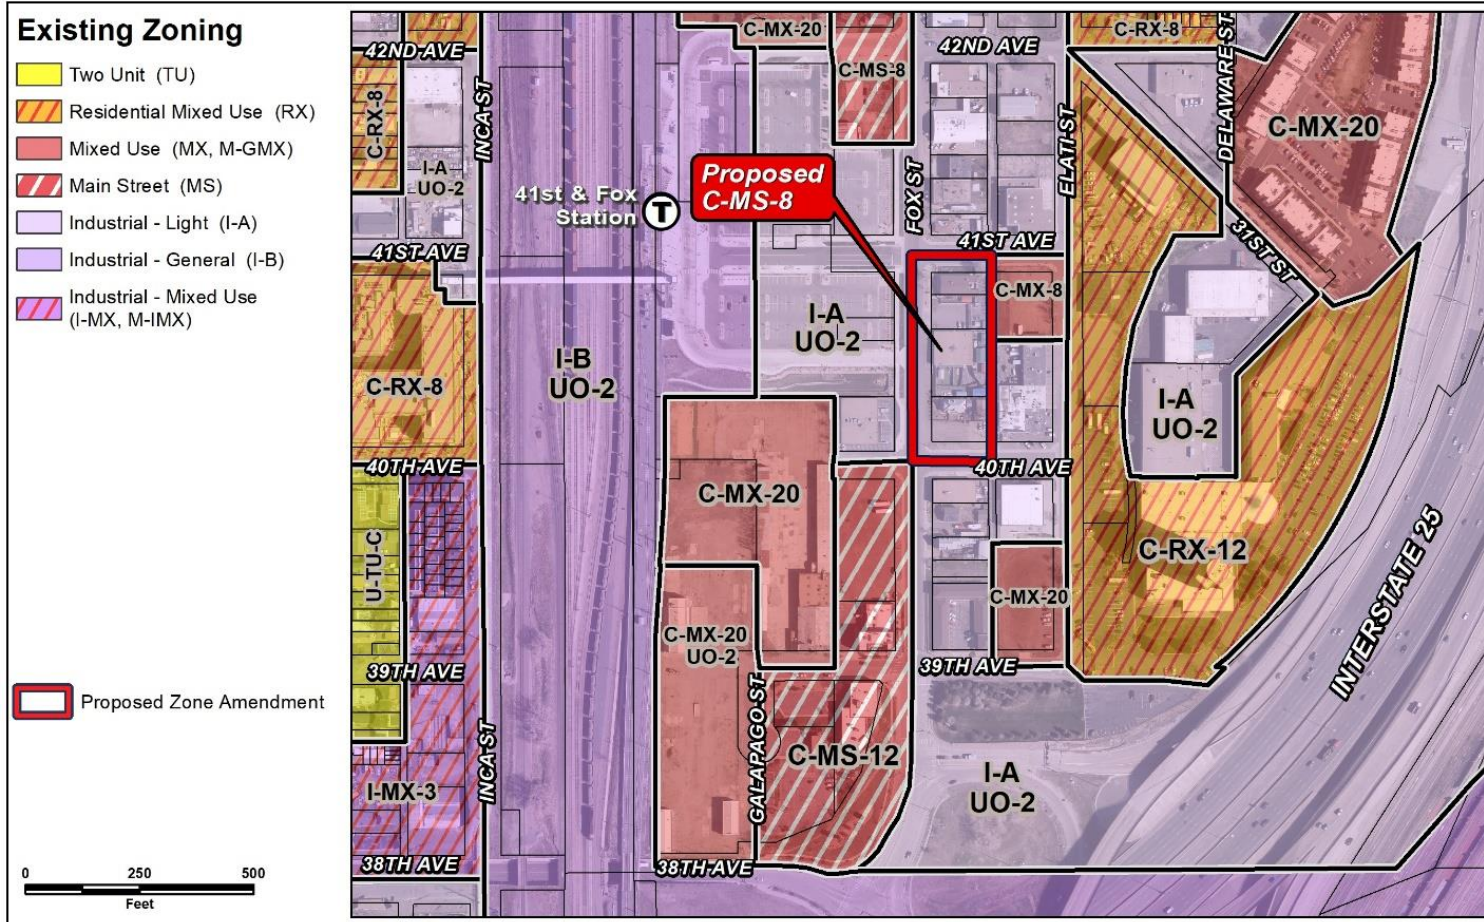 Existing Zoning
Two Unit (TU)
Residential Mixed Use (RX)
Mixed Use (MX, M-GMX)
Main Street (MS)
Industrial - Light (I-A)
Industrial - General (I-B)
Industrial - Mixed Use
(I-MX, M-IMX)
Proposed Zone Amendment
0
250
500
Feet
42ND AVE
C-MX-20
C-MS-8
42ND AVE
C-RX-8
DELAWARE ST
C-RX-8
I-A
UO-2
INCA ST
41st & Fox
Station
T
Proposed
C-MS-8
FOX ST
ELATI ST
C-MX-20
41ST AVE
41ST AVE
31ST ST
C-MX-8
I-A
UO-2
I-B
UO-2
C-RX-8
I-A
UO-2
40TH AVE
40TH AVE
C-MX-20
U-TU-C
C-RX-12
C-MX-20
C-MX-20
UO-2
INTERSTATE 25
39TH AVE
39TH AVE
GALAPAGO ST
INCA ST
C-MS-12
I-MX-3
I-A
UO-2
38TH AVE
38TH AVE